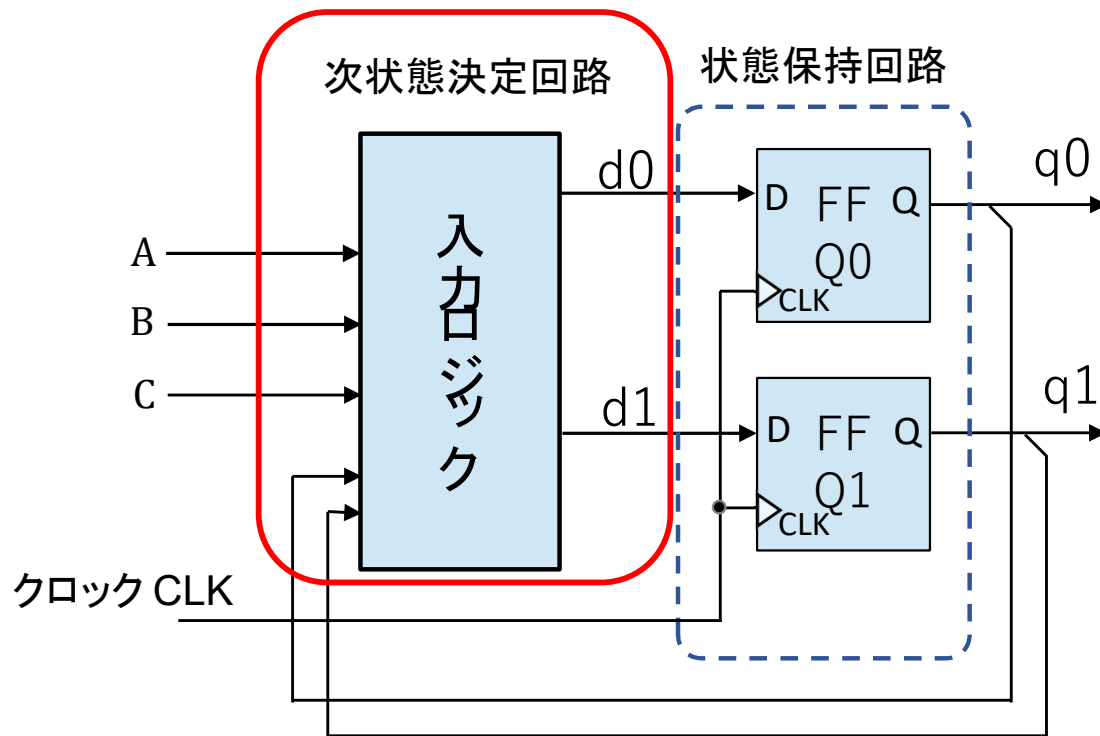 次状態決定回路
状態保持回路
入力ロジック
A
B
C
d0
d1
D FF Q
Q0
CLK
q0
D FF Q
Q1
CLK
q1
クロック CLK